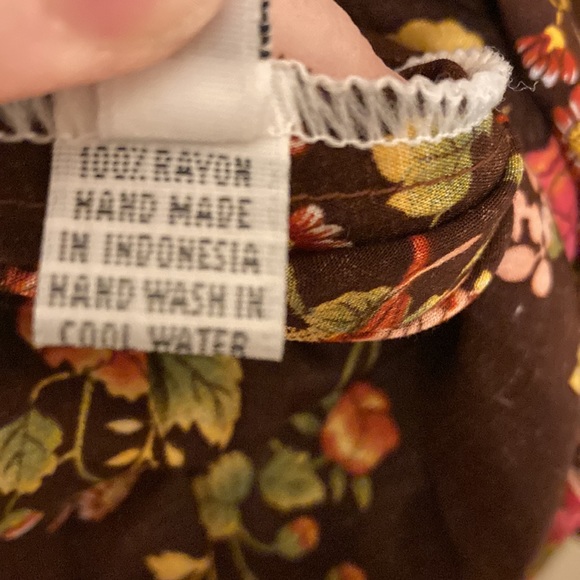 100% RAYON
HAND MADE
IN INDONESIA
HAND WASH IN
COOL WATER